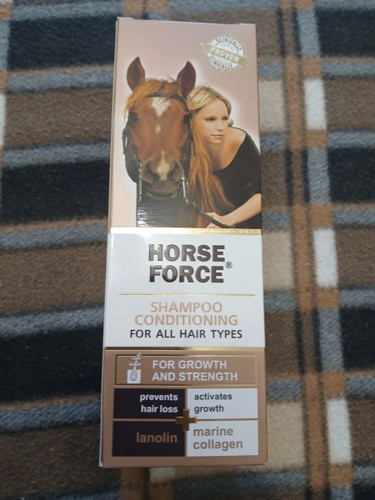 PROVEN
HORSE
FORCE®
SHAMPOO
CONDITIONING
FOR ALL HAIR TYPES
FOR GROWTH
AND STRENGTH
prevents
hair loss
activates
growth
+
lanolin
marine
collagen